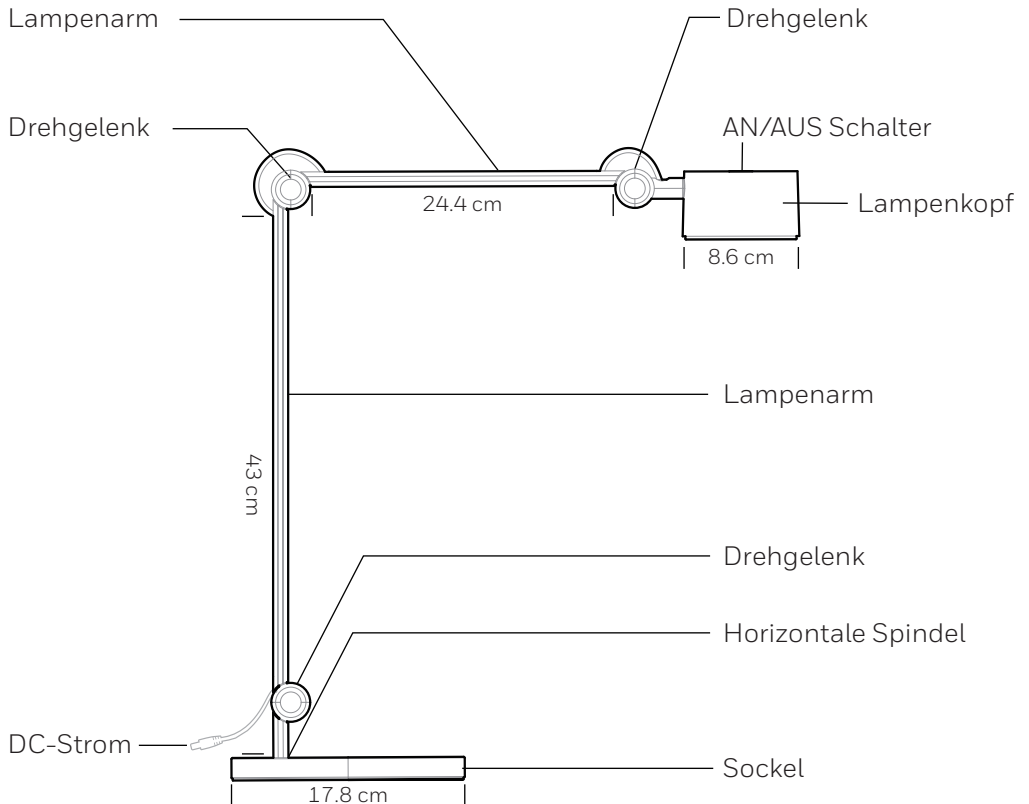 Lampenarm
Drehgelenk
Drehgelenk
AN/AUS Schalter
24.4 cm
Lampenkopf
8.6 cm
Lampenarm
43 cm
Drehgelenk
Horizontale Spindel
DC-Strom
Sockel
17.8 cm